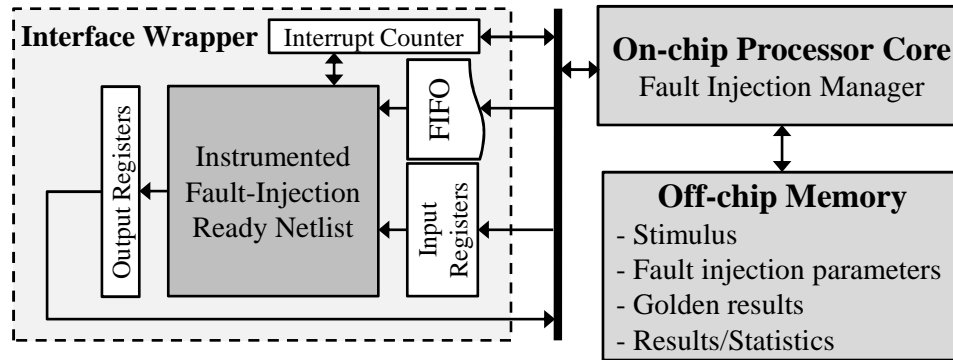 Interface Wrapper
Interrupt Counter
Output Registers
Instrumented
Fault-Injection
Ready Netlist
FIFO
Input
Registers
On-chip Processor Core
Fault Injection Manager
Off-chip Memory
- Stimulus
- Fault injection parameters
- Golden results
- Results/Statistics